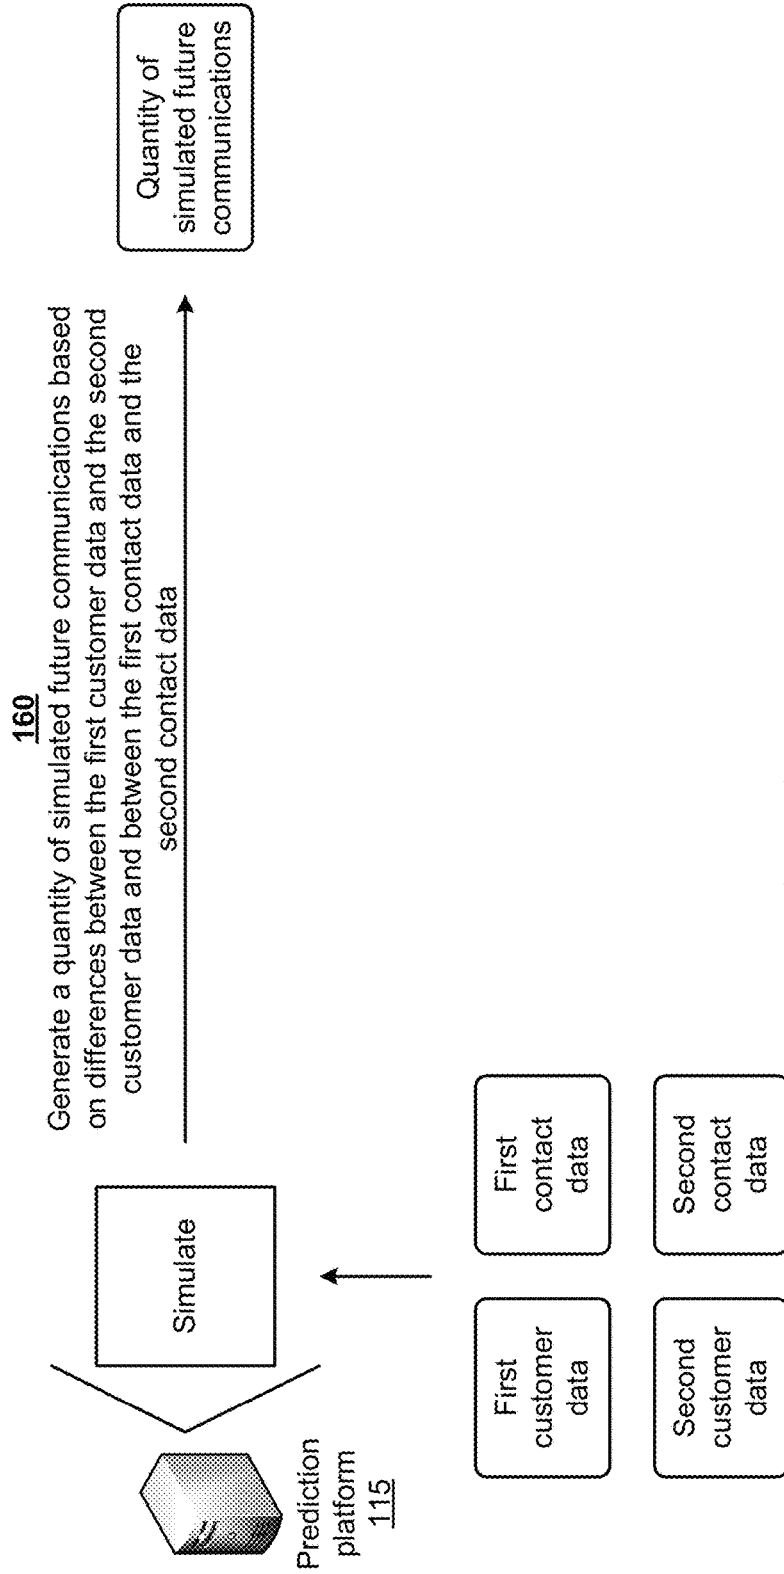 160
Generate a quantity of simulated future communications based
on differences between the first customer data and the second
customer data and between the first contact data and the
second contact data
Prediction
platform
115
Simulate
Quantity of
simulated future
communications
First
customer
data
First
contact
data
Second
customer
data
Second
contact
data